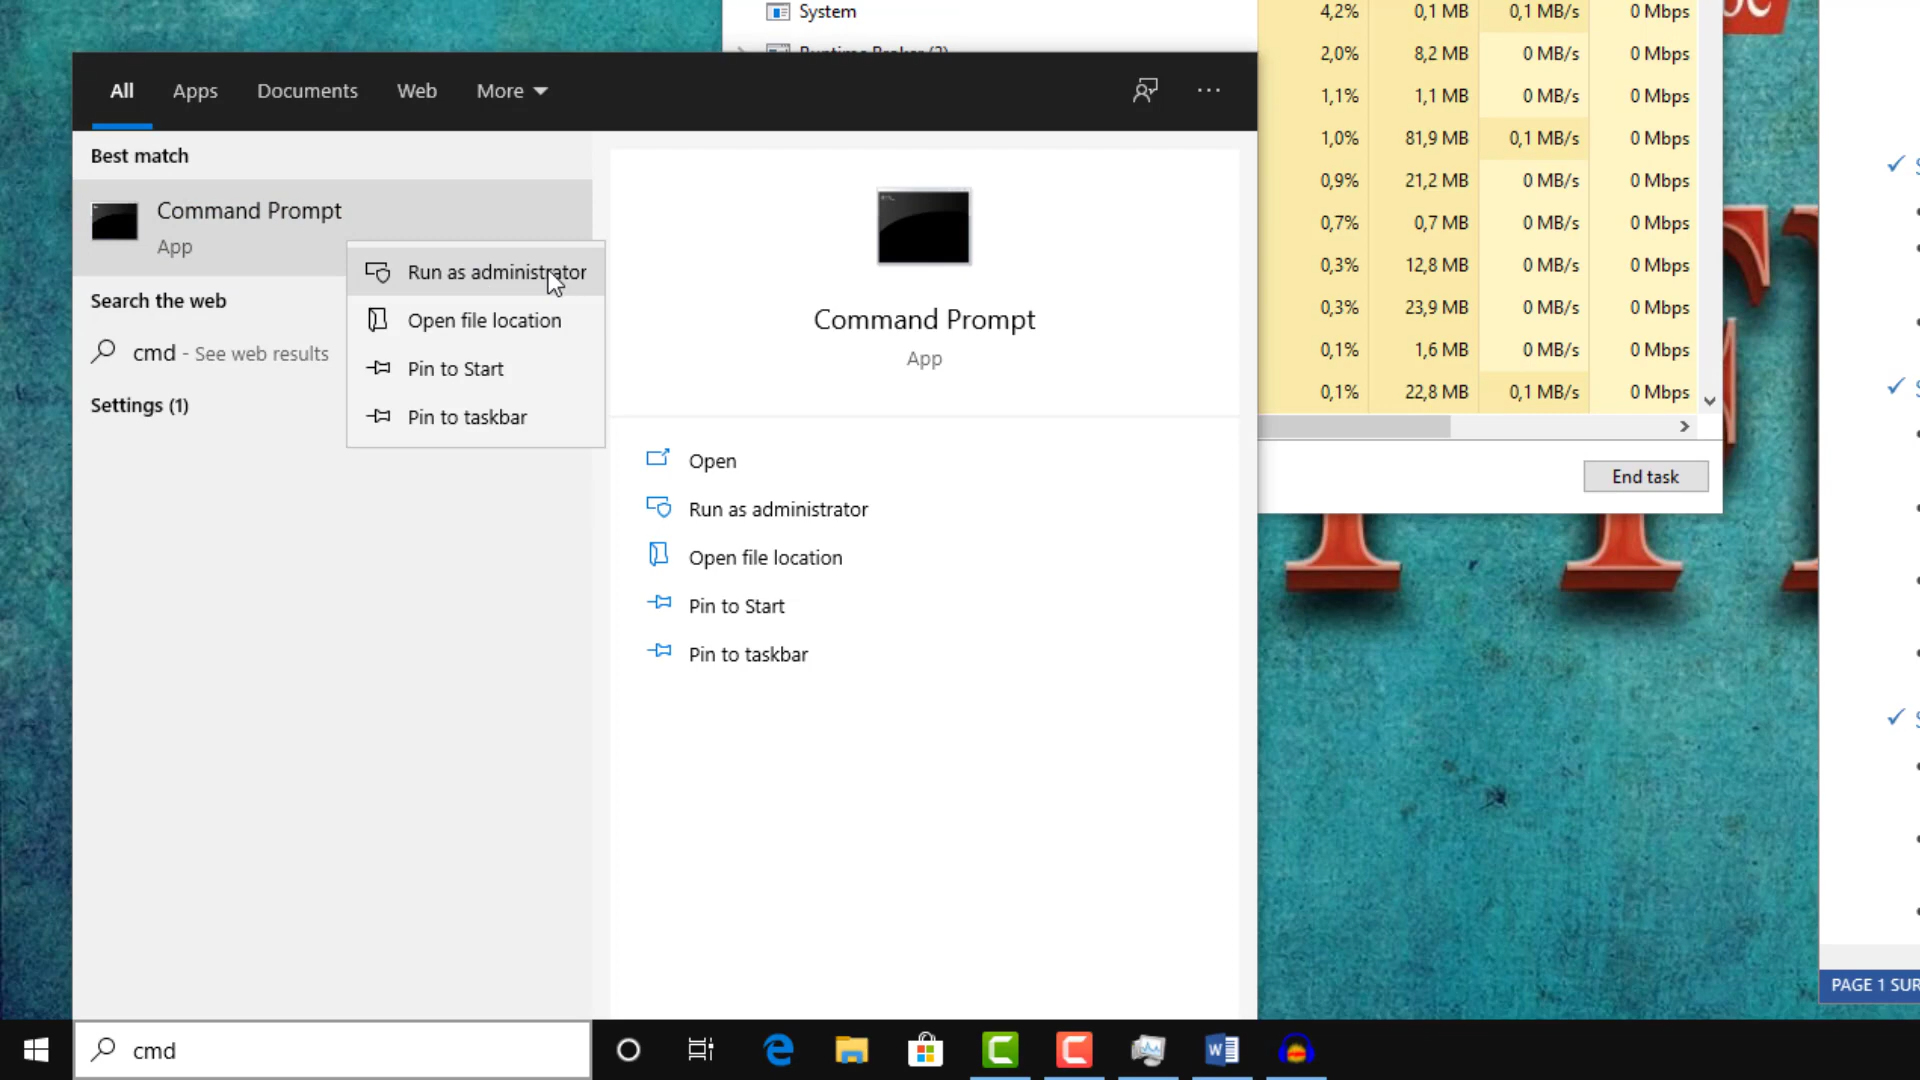 System
4,2% 0,1 MB 0,1 MB/s 0 Mbps
2,0% 8,2 MB 0 MB/s 0 Mbps
1,1% 1,1 MB 0 MB/s 0 Mbps
1,0% 81,9 MB 0,1 MB/s 0 Mbps
0,9% 21,2 MB 0 MB/s 0 Mbps
0,7% 0,7 MB 0 MB/s 0 Mbps
0,3% 12,8 MB 0 MB/s 0 Mbps
0,3% 23,9 MB 0 MB/s 0 Mbps
0,1% 1,6 MB 0 MB/s 0 Mbps
0,1% 22,8 MB 0,1 MB/s 0 Mbps
End task
All Apps Documents Web More
Best match
Command Prompt
App
Search the web
cmd - See web results
Settings (1)
Run as administrator
Open file location
Pin to Start
Pin to taskbar
Command Prompt
App
Open
Run as administrator
Open file location
Pin to Start
Pin to taskbar
PAGE 1 SUR
cmd